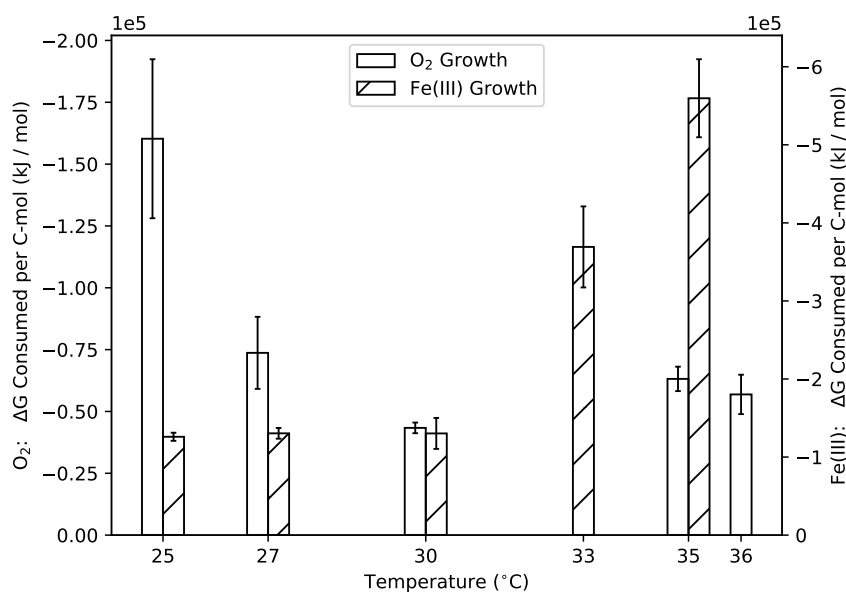 1e5
1e5
O₂ Growth
Fe(III) Growth
−2.00
−1.75
−1.50
−1.25
−1.00
−0.75
−0.50
−0.25
0.00
O₂:   ΔG Consumed per C-mol (kJ / mol)
−6
−5
−4
−3
−2
−1
0
Fe(III):   ΔG Consumed per C-mol (kJ / mol)
25 27 30 33 35 36
Temperature (°C)